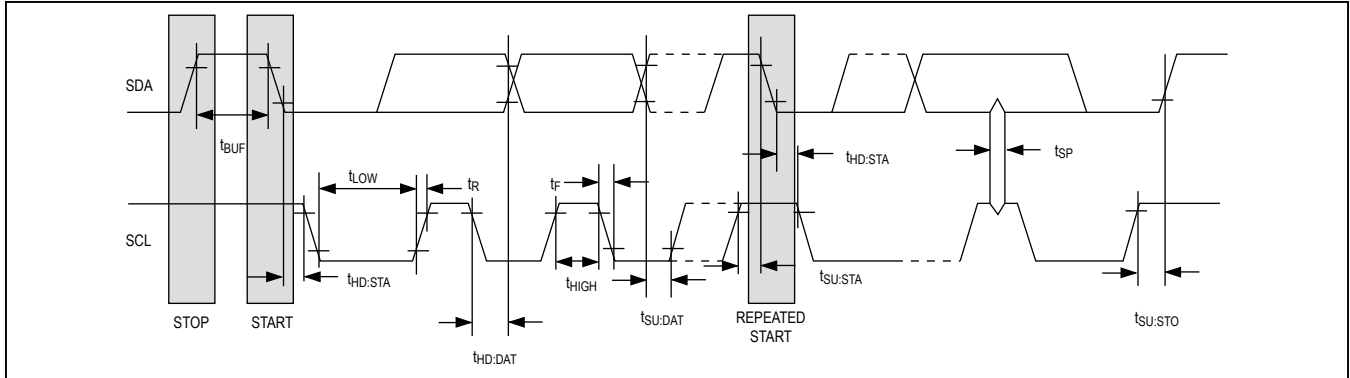 SDA
tBUF
tHD:STA
tSP
tLOW
tR
tF
SCL
tHD:STA
tHIGH
tSU:STA
STOP
START
tSU:DAT
REPEATED
START
tSU:STO
tHD:DAT